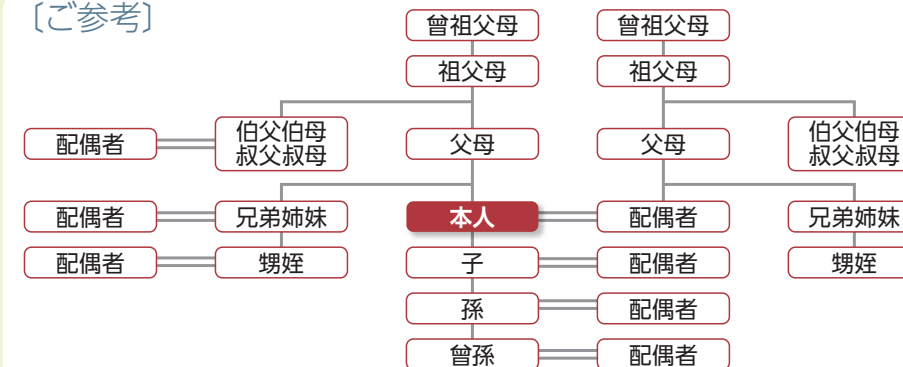 〔ご参考〕
曾祖父母
曾祖父母
祖父母
祖父母
配偶者
伯父伯母
叔父叔母
父母
父母
伯父伯母
叔父叔母
配偶者
兄弟姉妹
本人
配偶者
兄弟姉妹
配偶者
甥姪
子
配偶者
甥姪
孫
配偶者
曾孫
配偶者